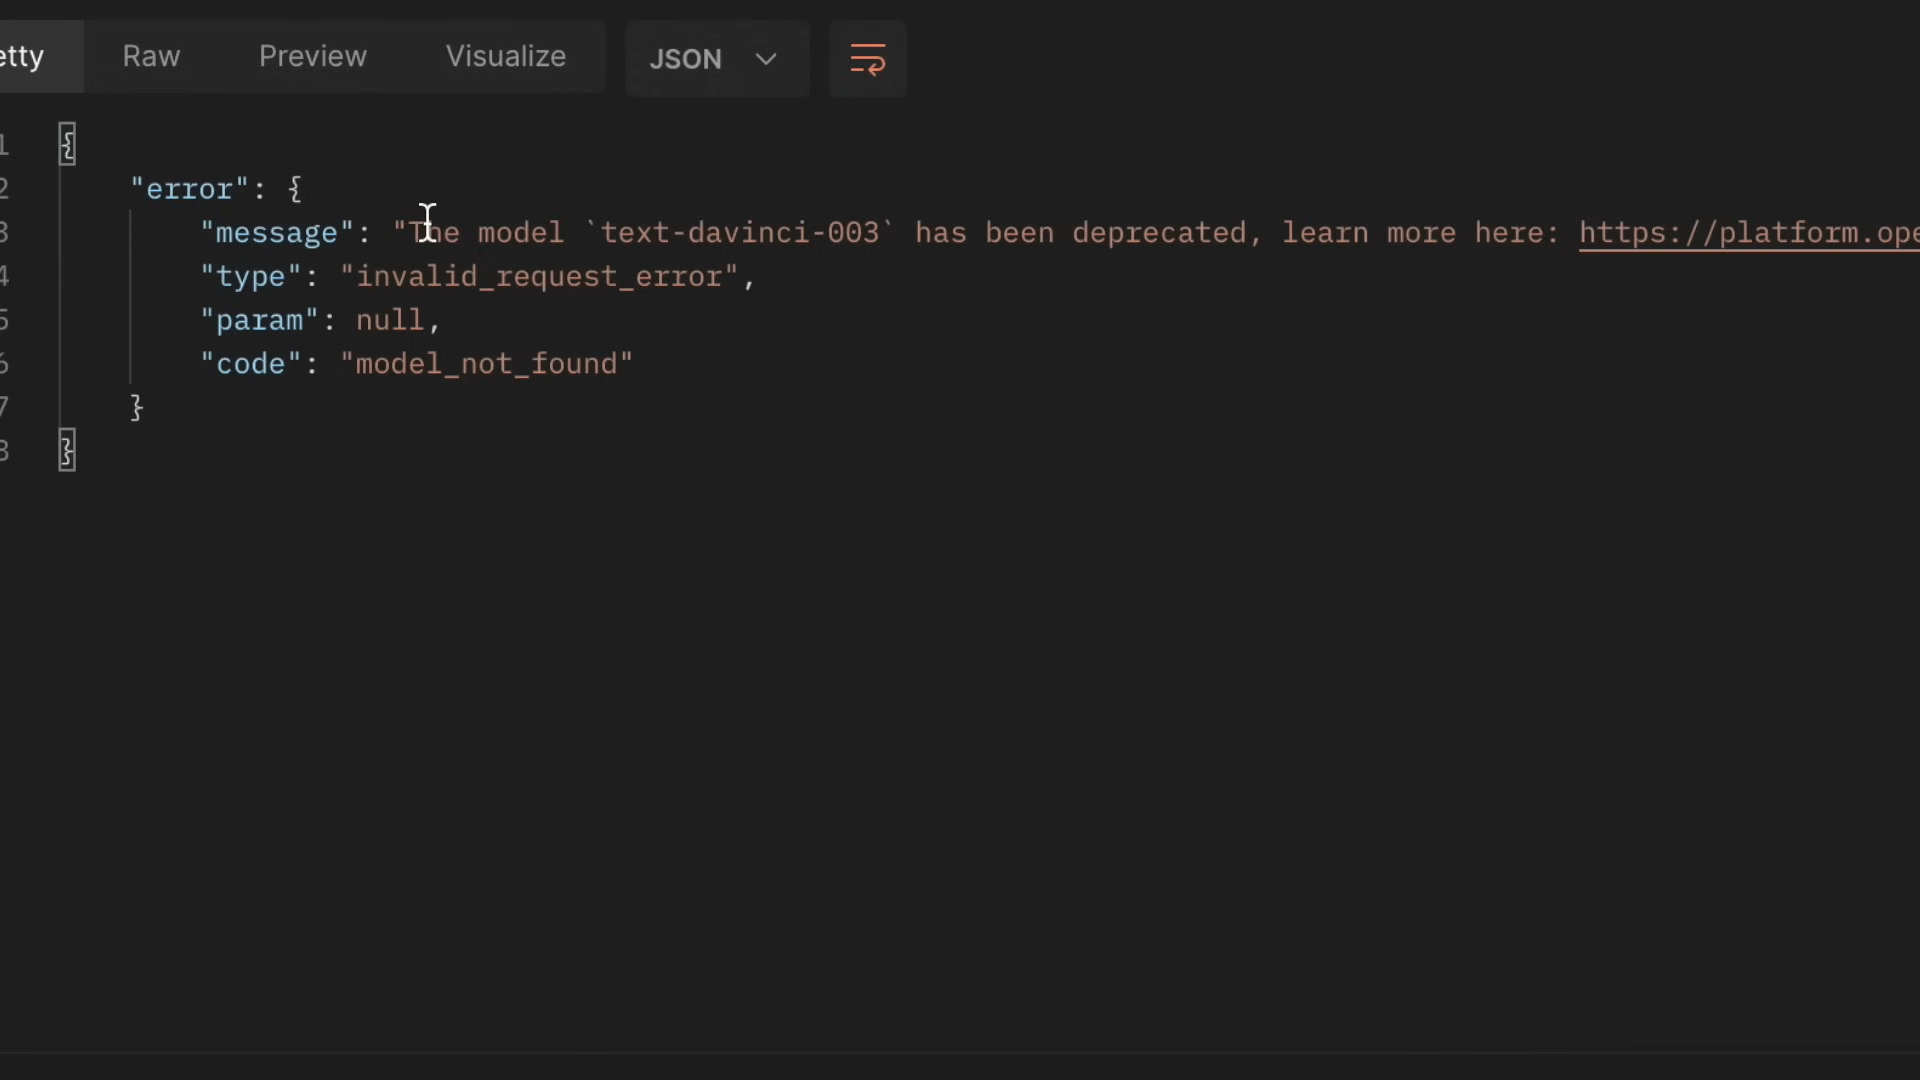 etty Raw Preview Visualize JSON
1 {
2 "error": {
3 "message": "The model `text-davinci-003` has been deprecated, learn more here: https://platform.ope
4 "type": "invalid_request_error",
5 "param": null,
6 "code": "model_not_found"
7 }
8 }